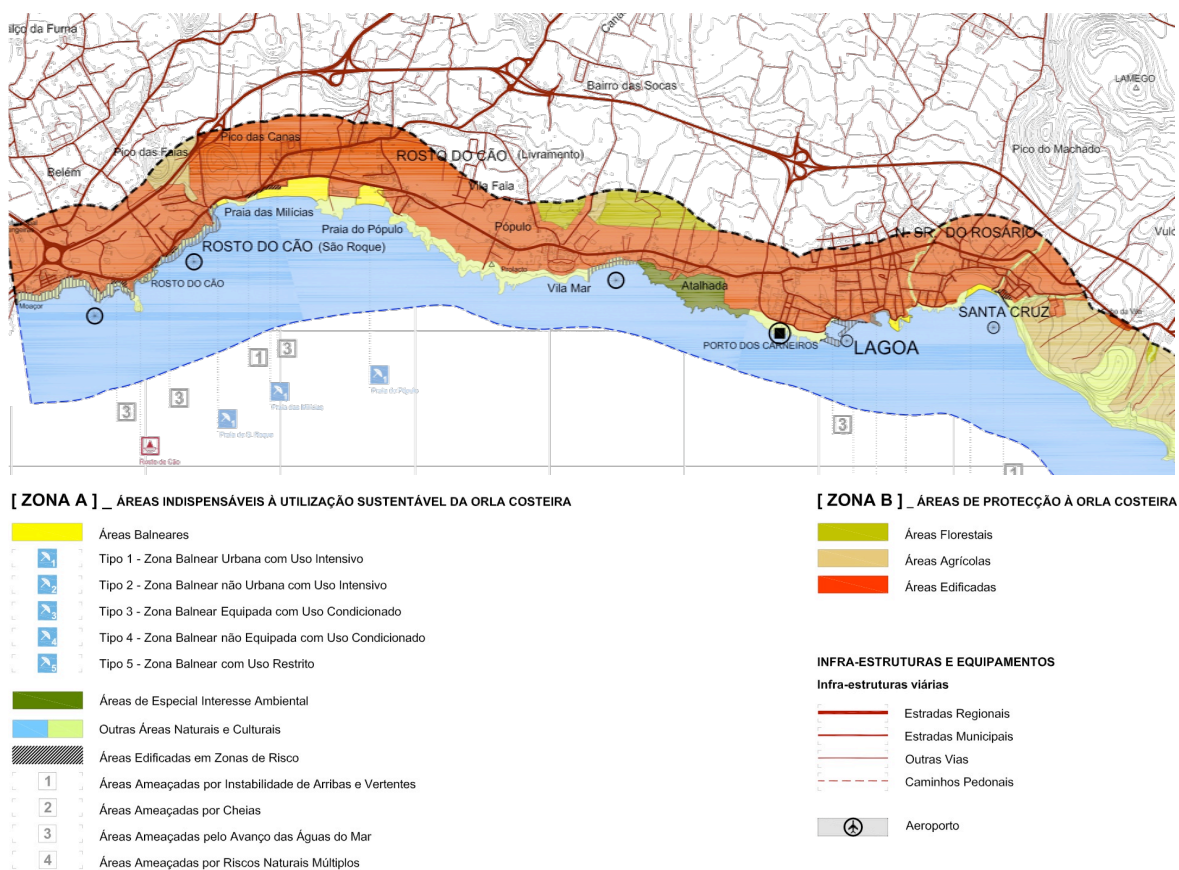 Cana
Bairro das Socas
LAMEGO
Pico do Machado
Pico das Canas
Pico das Faias
Belém
ROSTO DO CÃO (Livramento)
Vila Faia
Praia das Milícias
Praia do Pópulo
Pópulo
N. SR. DO ROSÁRIO
ROSTO DO CÃO (São Roque)
ROSTO DO CÃO
Vila Mar
Atalhada
SANTA CRUZ
PORTO DOS CARNEIROS
LAGOA
1
3
3
3
3
1
Praia do Pópulo
Praia das Milícias
Praia de S. Roque
Rosto de Cão
[ ZONA A ] _ ÁREAS INDISPENSÁVEIS À UTILIZAÇÃO SUSTENTÁVEL DA ORLA COSTEIRA
Áreas Balneares
1 Tipo 1 - Zona Balnear Urbana com Uso Intensivo
2 Tipo 2 - Zona Balnear não Urbana com Uso Intensivo
3 Tipo 3 - Zona Balnear Equipada com Uso Condicionado
4 Tipo 4 - Zona Balnear não Equipada com Uso Condicionado
5 Tipo 5 - Zona Balnear com Uso Restrito
Áreas de Especial Interesse Ambiental
Outras Áreas Naturais e Culturais
Áreas Edificadas em Zonas de Risco
1 Áreas Ameaçadas por Instabilidade de Arribas e Vertentes
2 Áreas Ameaçadas por Cheias
3 Áreas Ameaçadas pelo Avanço das Águas do Mar
4 Áreas Ameaçadas por Riscos Naturais Múltiplos
[ ZONA B ] _ ÁREAS DE PROTECÇÃO À ORLA COSTEIRA
Áreas Florestais
Áreas Agrícolas
Áreas Edificadas
INFRA-ESTRUTURAS E EQUIPAMENTOS
Infra-estruturas viárias
Estradas Regionais
Estradas Municipais
Outras Vias
Caminhos Pedonais
Aeroporto